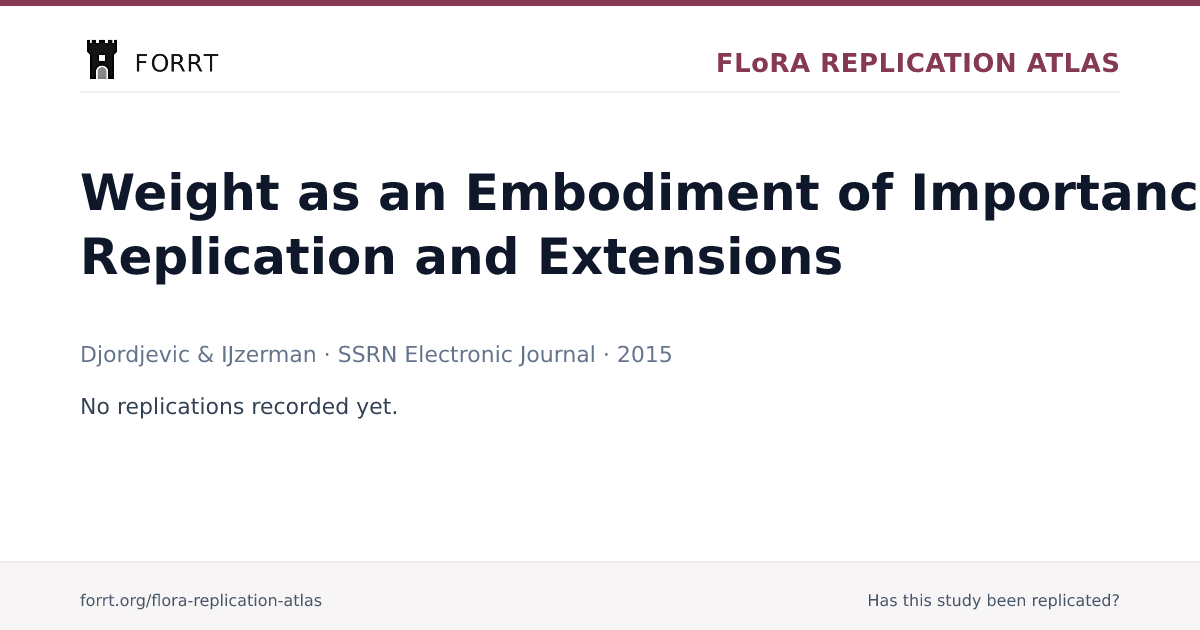 FORRT
FLoRA REPLICATION ATLAS
Weight as an Embodiment of Importanc
Replication and Extensions
Djordjevic & IJzerman · SSRN Electronic Journal · 2015
No replications recorded yet.
forrt.org/flora-replication-atlas
Has this study been replicated?